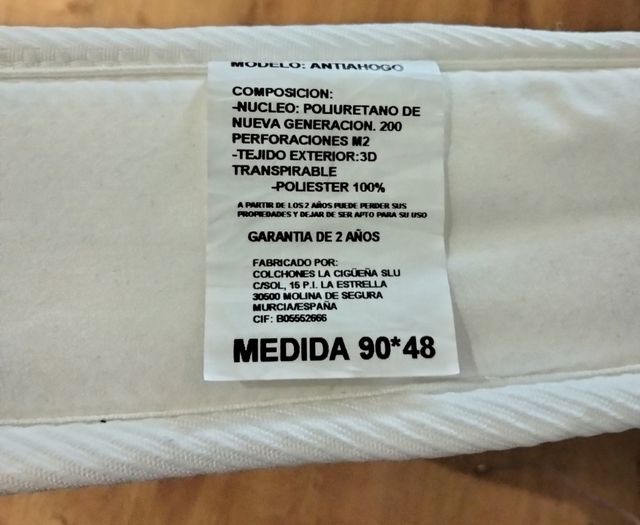 MODELO: ANTIAHOGO
COMPOSICION:
-NUCLEO: POLIURETANO DE
NUEVA GENERACION. 200
PERFORACIONES M2
-TEJIDO EXTERIOR:3D
TRANSPIRABLE
-POLIESTER 100%
A PARTIR DE LOS 2 AÑOS PUEDE PERDER SUS
PROPIEDADES Y DEJAR DE SER APTO PARA SU USO
GARANTIA DE 2 AÑOS
FABRICADO POR:
COLCHONES LA CIGÜEÑA SLU
C/SOL, 15 P.I. LA ESTRELLA
30500 MOLINA DE SEGURA
MURCIA/ESPAÑA
CIF: B05552666
MEDIDA 90*48